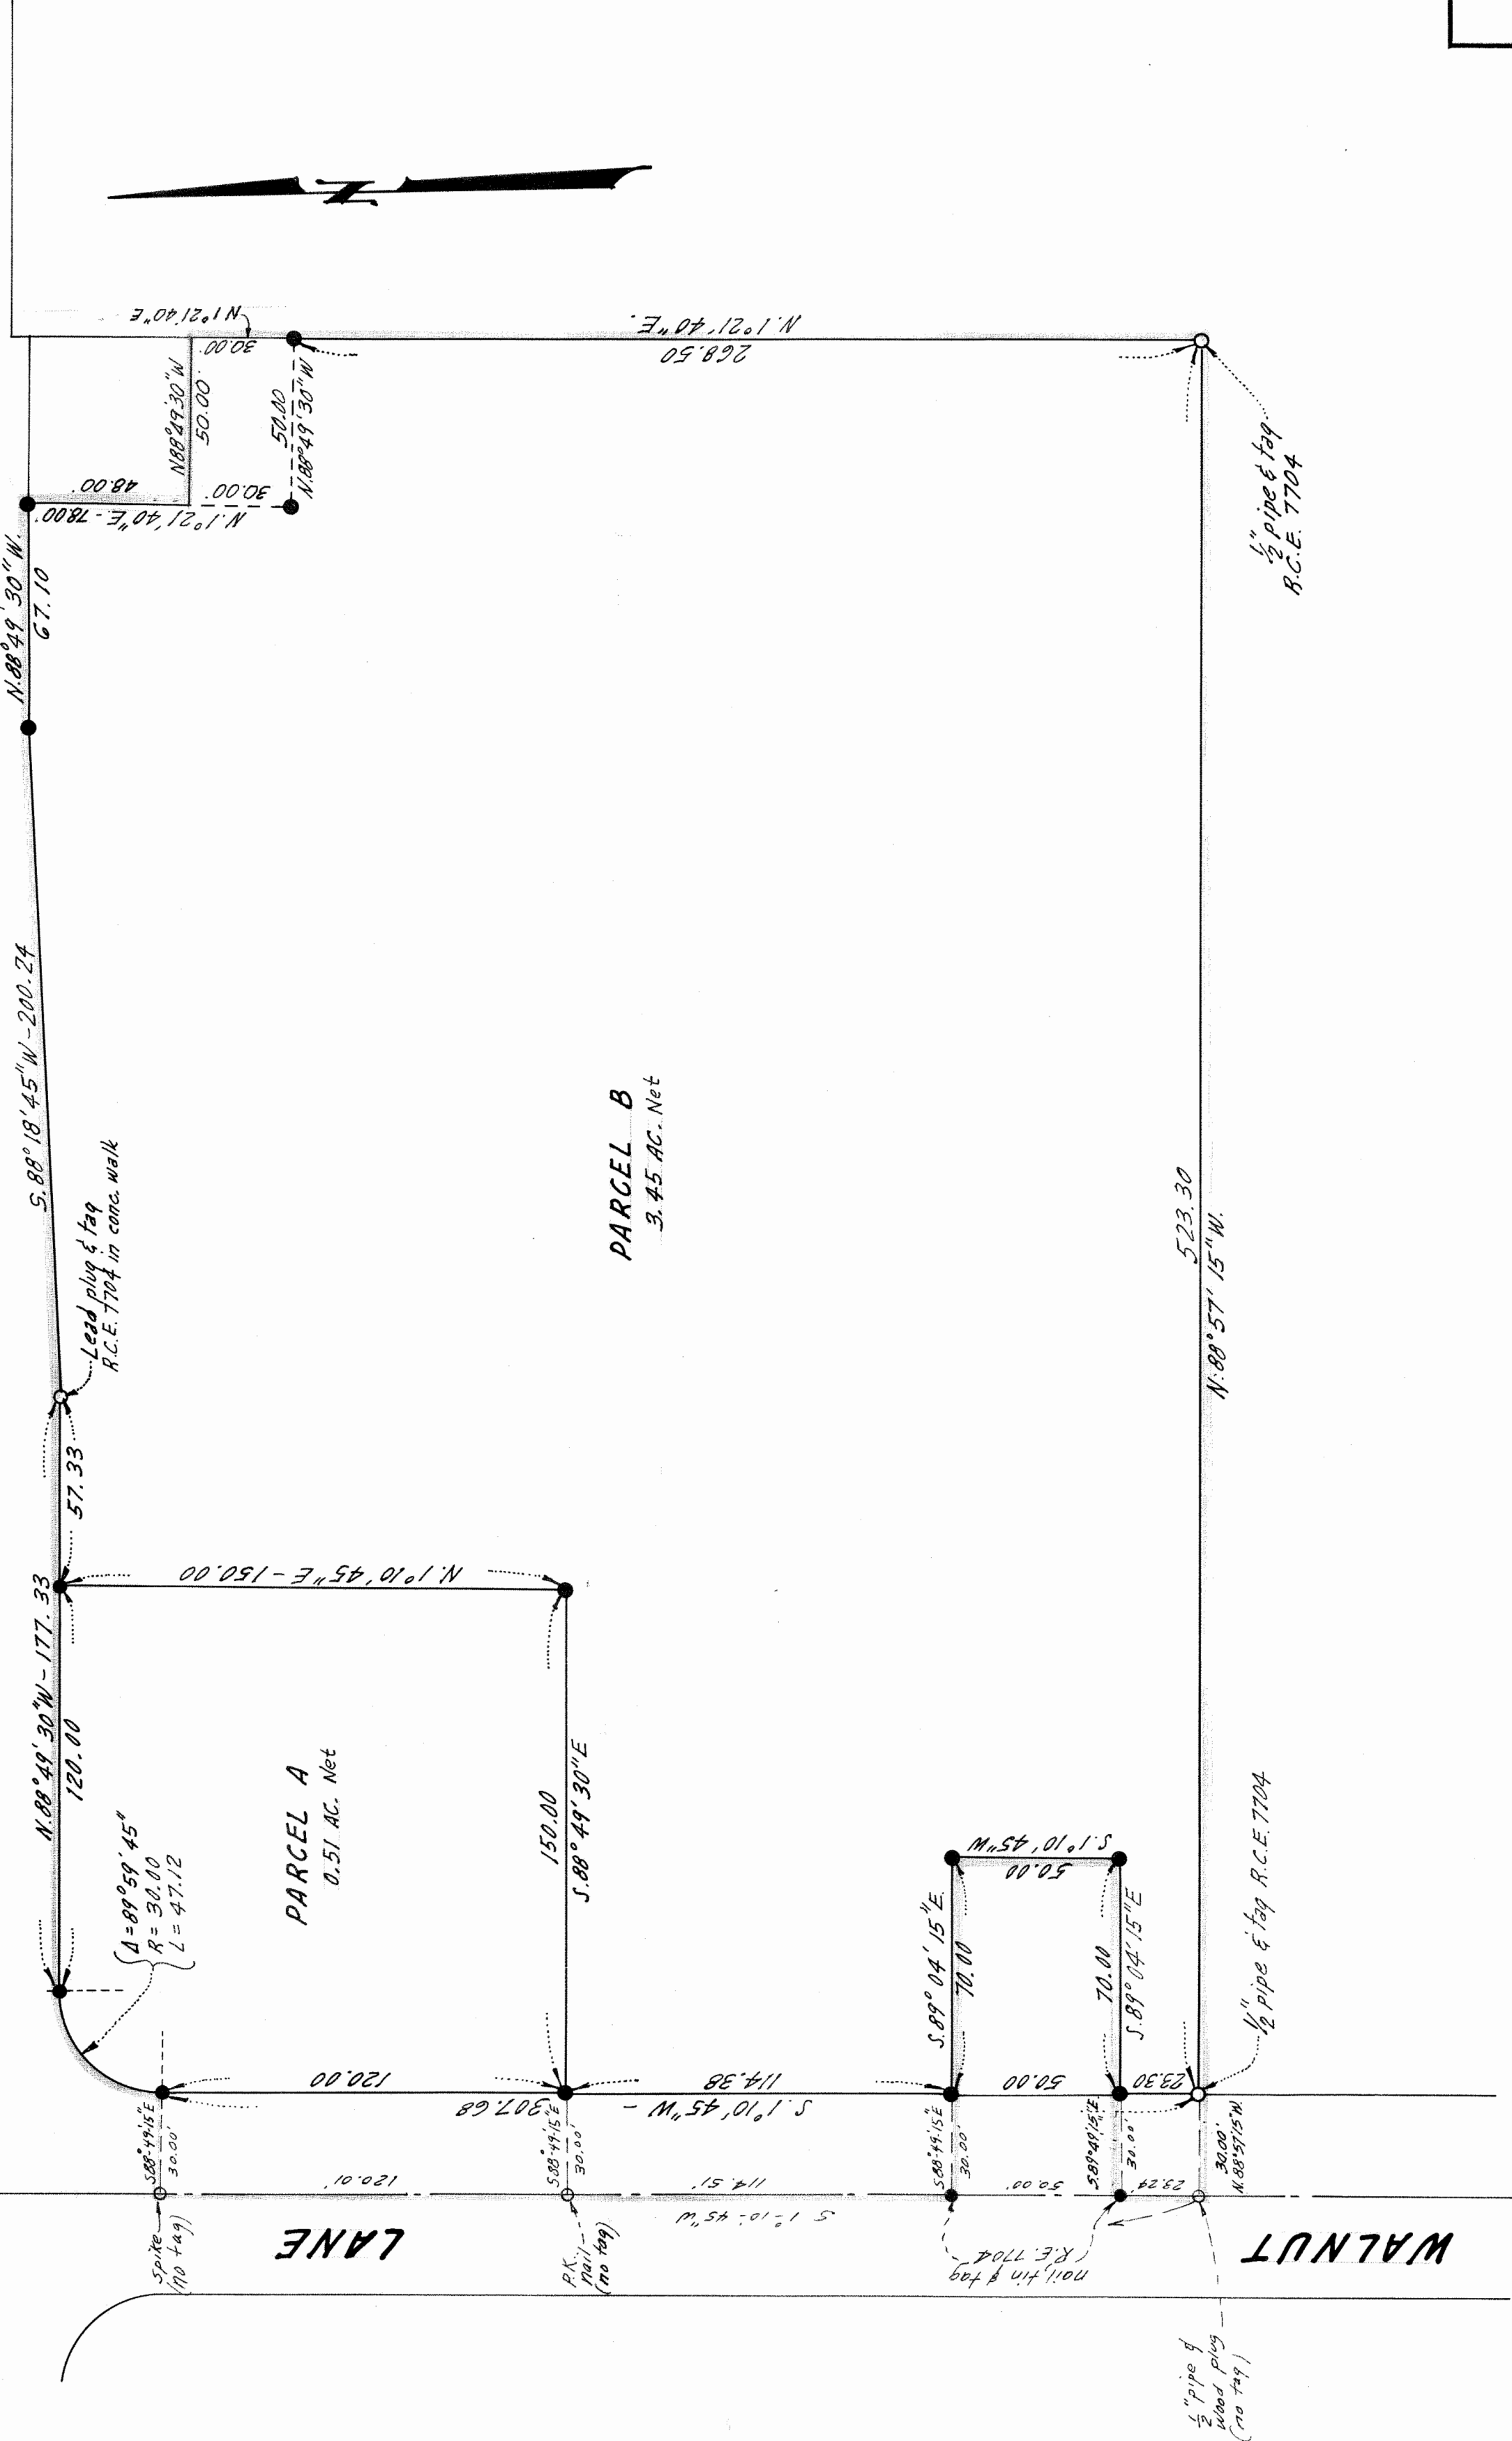 N
N1°21'40"E
30.00'
N.1°21'40"E.
268.50
N88°49'30"W
50.00'
50.00
N.88°49'30"W
48.00'
30.00'
N.1°21'40"E-78.00'
N.88°49'30"W.
67.10
1/2" pipe & tag
R.C.E. 7704
S.88°18'45"W-200.24
Lead plug & tag
R.C.E. 7704 in conc. walk
57.33
PARCEL B
3.45 AC. Net
523.30
N.88°57'15"W.
N.1°10'45"E-150.00
N.88°49'30"W-177.33
120.00
Δ=89°59'45"
R=30.00
L=47.12
PARCEL A
0.51 AC. Net
150.00
S.88°49'30"E
S.1°10'45"W
50.00
S.89°04'15"E.
70.00
70.00
S.89°04'15"E
1/2" pipe & tag R.C.E. 7704
120.00
114.38
50.00
23.30
S.1°10'45"W - 307.68
S88°-49'-15"E
30.00'
S88°-49'-15"E
30.00'
S88°-49'-15"E
30.00'
S.89°49'15"E.
30.00'
30.00'
N.88°57'15"W.
120.01'
114.51'
50.00'
23.24'
S 1°-10'-45"W
Spike
(no tag)
P.K.
nail
(no tag)
nail, tin & tag
(R.E. 7704
LANE
WALNUT
1/2" pipe &
wood plug
(no tag)